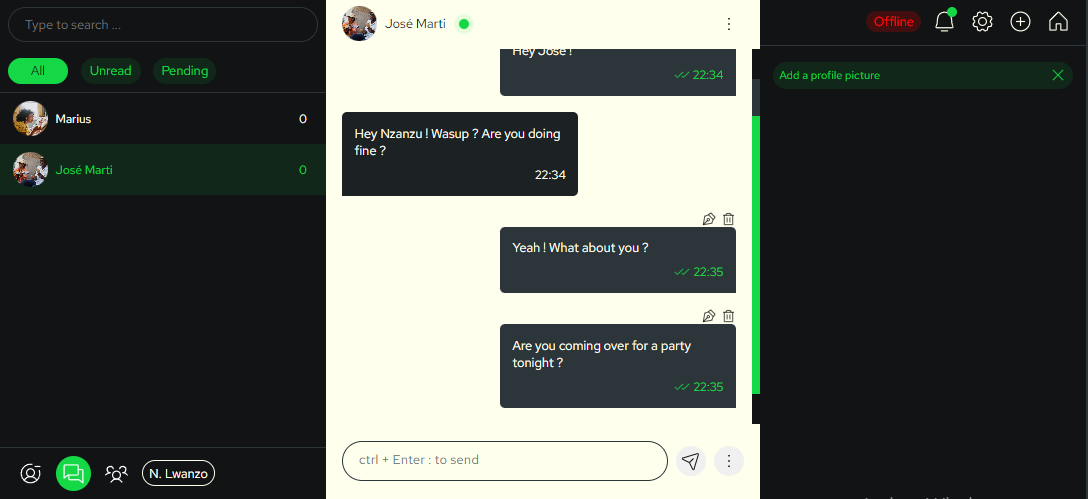 Type to search ...
All
Unread
Pending
Marius
0
José Marti
0
N. Lwanzo
José Marti
Hey José !
22:34
Hey Nzanzu ! Wasup ? Are you doing
fine ?
22:34
Yeah ! What about you ?
22:35
Are you coming over for a party
tonight ?
22:35
ctrl + Enter : to send
Offline
Add a profile picture